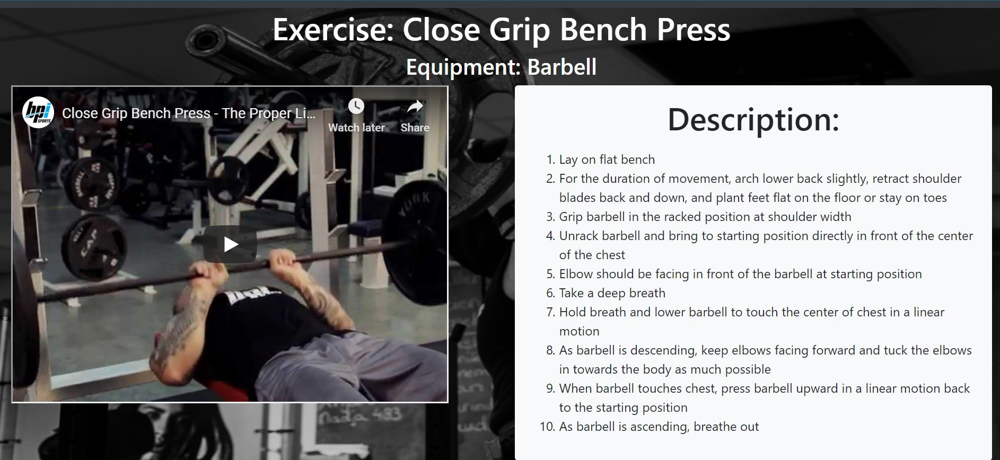 Exercise: Close Grip Bench Press
Equipment: Barbell
bpi
SPORTS
Close Grip Bench Press - The Proper Li...
Watch later
Share
BARBELL
CAP
YORK
Description:
1. Lay on flat bench
2. For the duration of movement, arch lower back slightly, retract shoulder
blades back and down, and plant feet flat on the floor or stay on toes
3. Grip barbell in the racked position at shoulder width
4. Unrack barbell and bring to starting position directly in front of the center
of the chest
5. Elbow should be facing in front of the barbell at starting position
6. Take a deep breath
7. Hold breath and lower barbell to touch the center of chest in a linear
motion
8. As barbell is descending, keep elbows facing forward and tuck the elbows
in towards the body as much possible
9. When barbell touches chest, press barbell upward in a linear motion back
to the starting position
10. As barbell is ascending, breathe out
Nadja 483